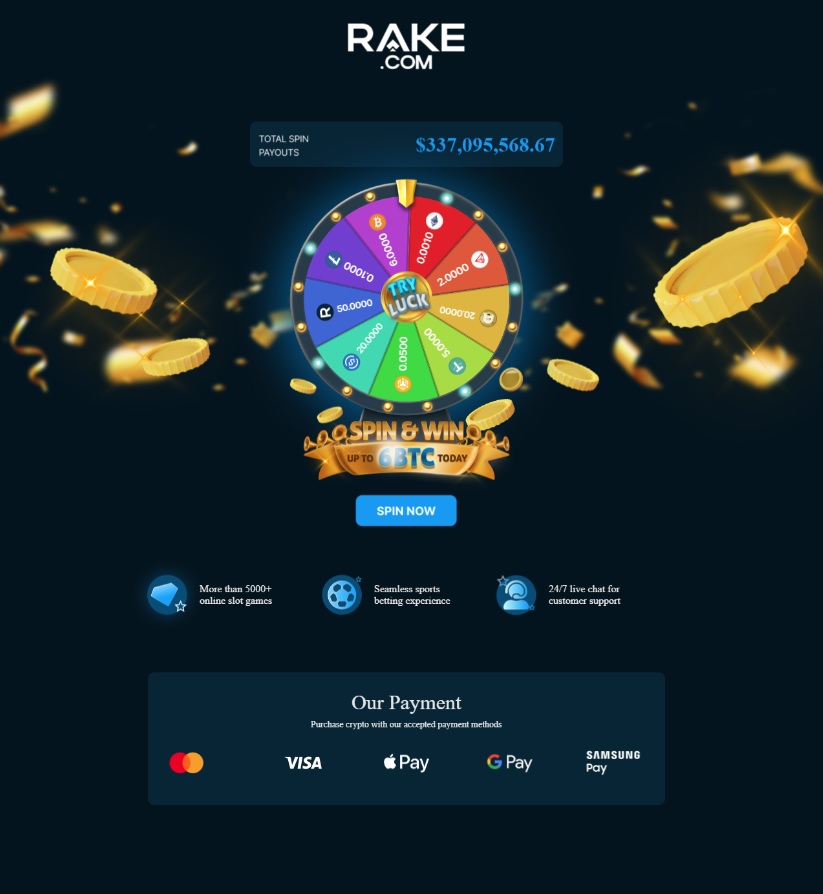 RAKE
.COM
TOTAL SPIN
PAYOUTS
$337,095,568.67
6.0000
0.0010
2.0000
20.0000
5.0000
0.0500
20.0000
50.0000
0.1000
TRY
LUCK
SPIN & WIN
UP TO 6BTC TODAY
SPIN NOW
More than 5000+
online slot games
Seamless sports
betting experience
24/7 live chat for
customer support
Our Payment
Purchase crypto with our accepted payment methods
VISA
Pay
G Pay
SAMSUNG
Pay